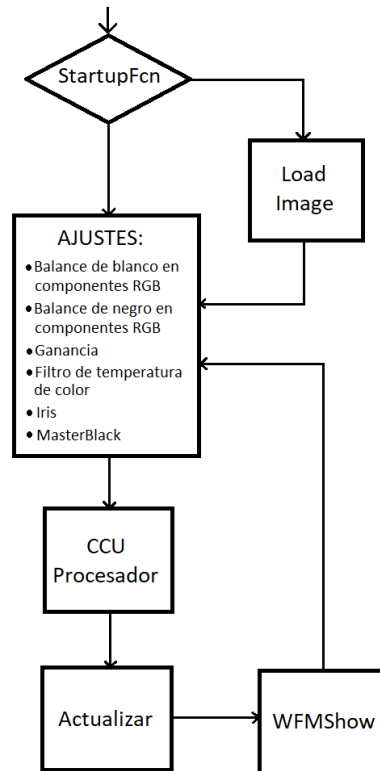 StartupFcn
Load
Image
AJUSTES:
• Balance de blanco en
componentes RGB
• Balance de negro en
componentes RGB
• Ganancia
• Filtro de temperatura
de color
• Iris
• MasterBlack
CCU
Procesador
Actualizar
WFMShow